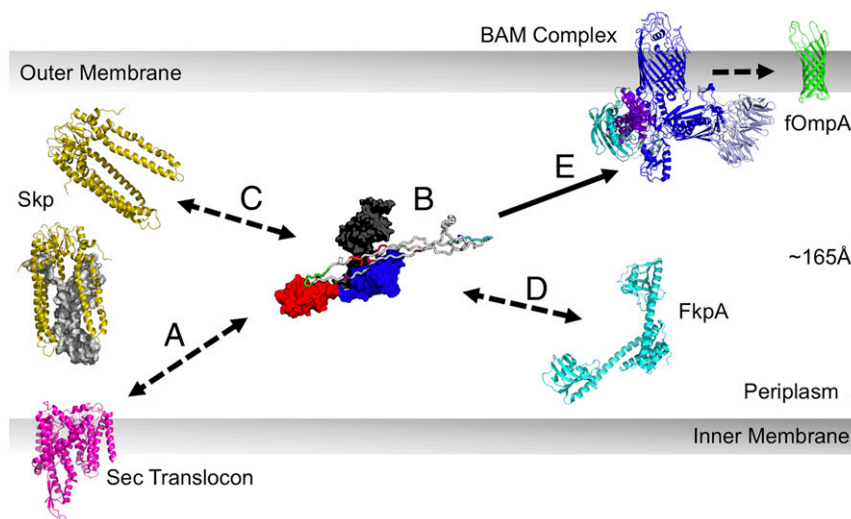 BAM Complex
Outer Membrane
fOmpA
E
Skp
C
B
~165Å
D
FkpA
A
Periplasm
Inner Membrane
Sec Translocon